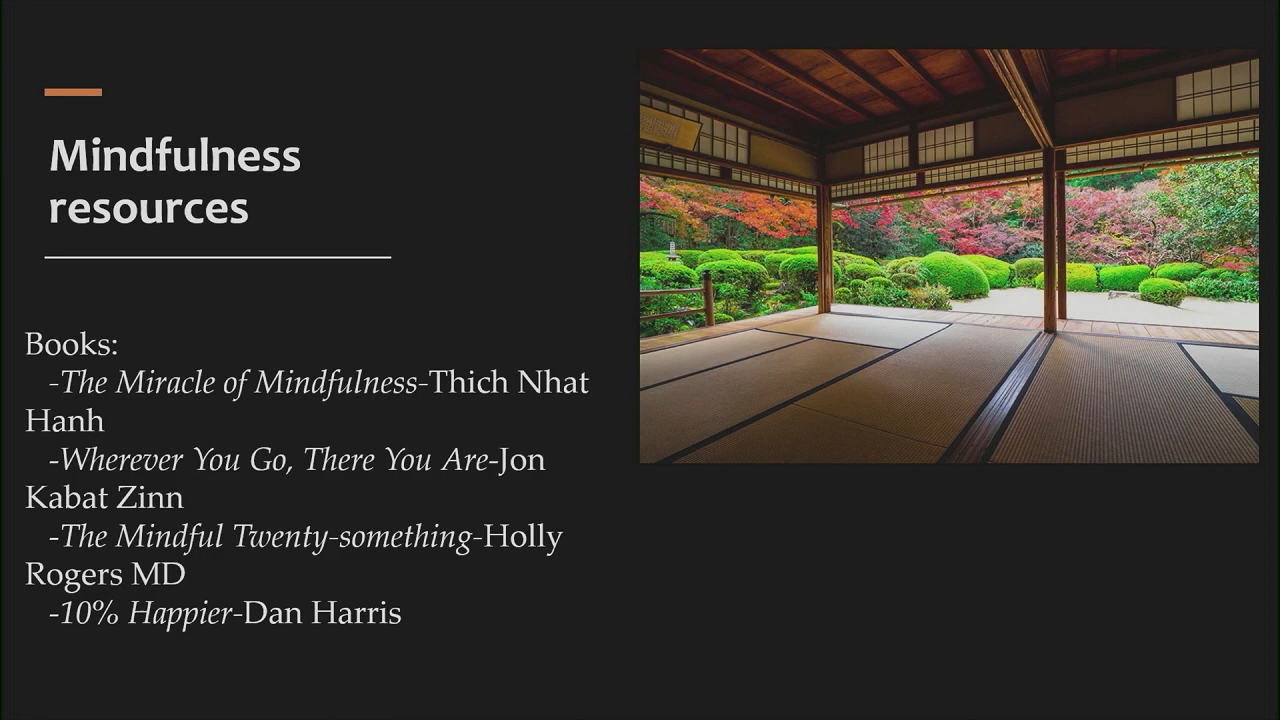 Mindfulness
resources
Books:
-The Miracle of Mindfulness-Thich Nhat
Hanh
-Wherever You Go, There You Are-Jon
Kabat Zinn
-The Mindful Twenty-something-Holly
Rogers MD
-10% Happier-Dan Harris